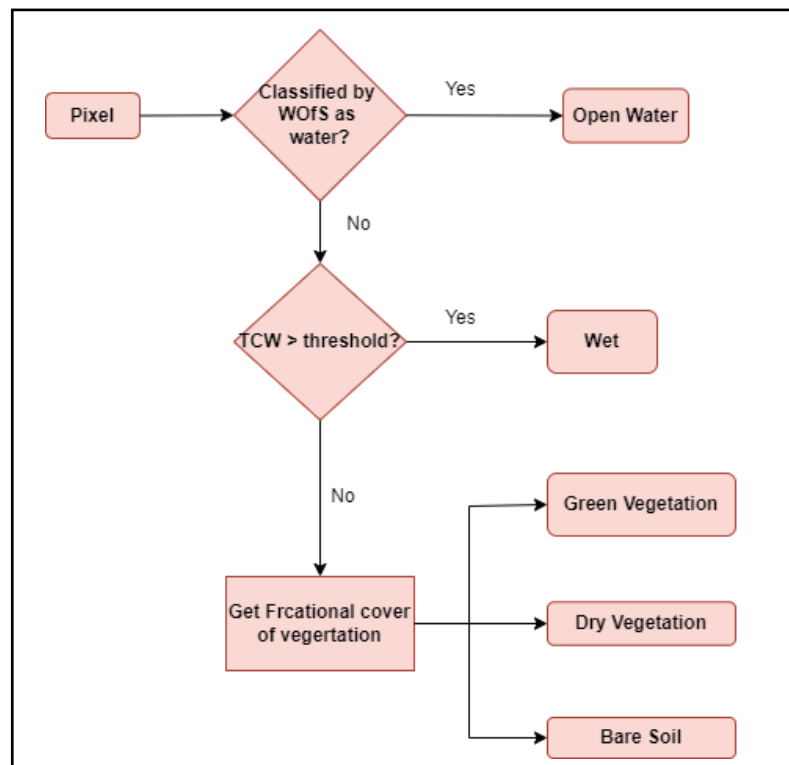 Classified by
WOfS as
water?
Pixel
Yes
Open Water
No
TCW > threshold?
Yes
Wet
No
Green Vegetation
Get Frcational cover
of vegertation
Dry Vegetation
Bare Soil